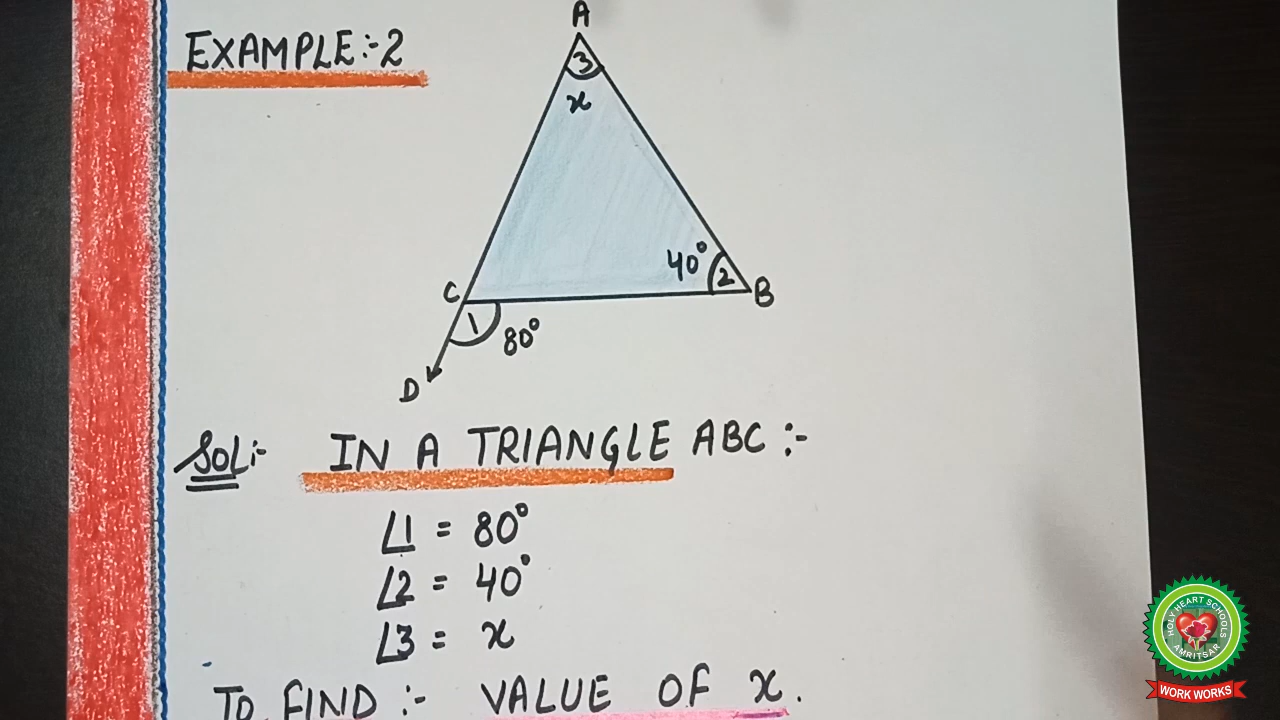 EXAMPLE:-2
A
3
x
40°
2
C
B
1
80°
D
SOL:- IN A TRIANGLE ABC :-
∠1 = 80°
∠2 = 40°
∠3 = x
TO FIND :- VALUE OF x.
HOLY HEART SCHOOLS
AMRITSAR
WORK WORKS